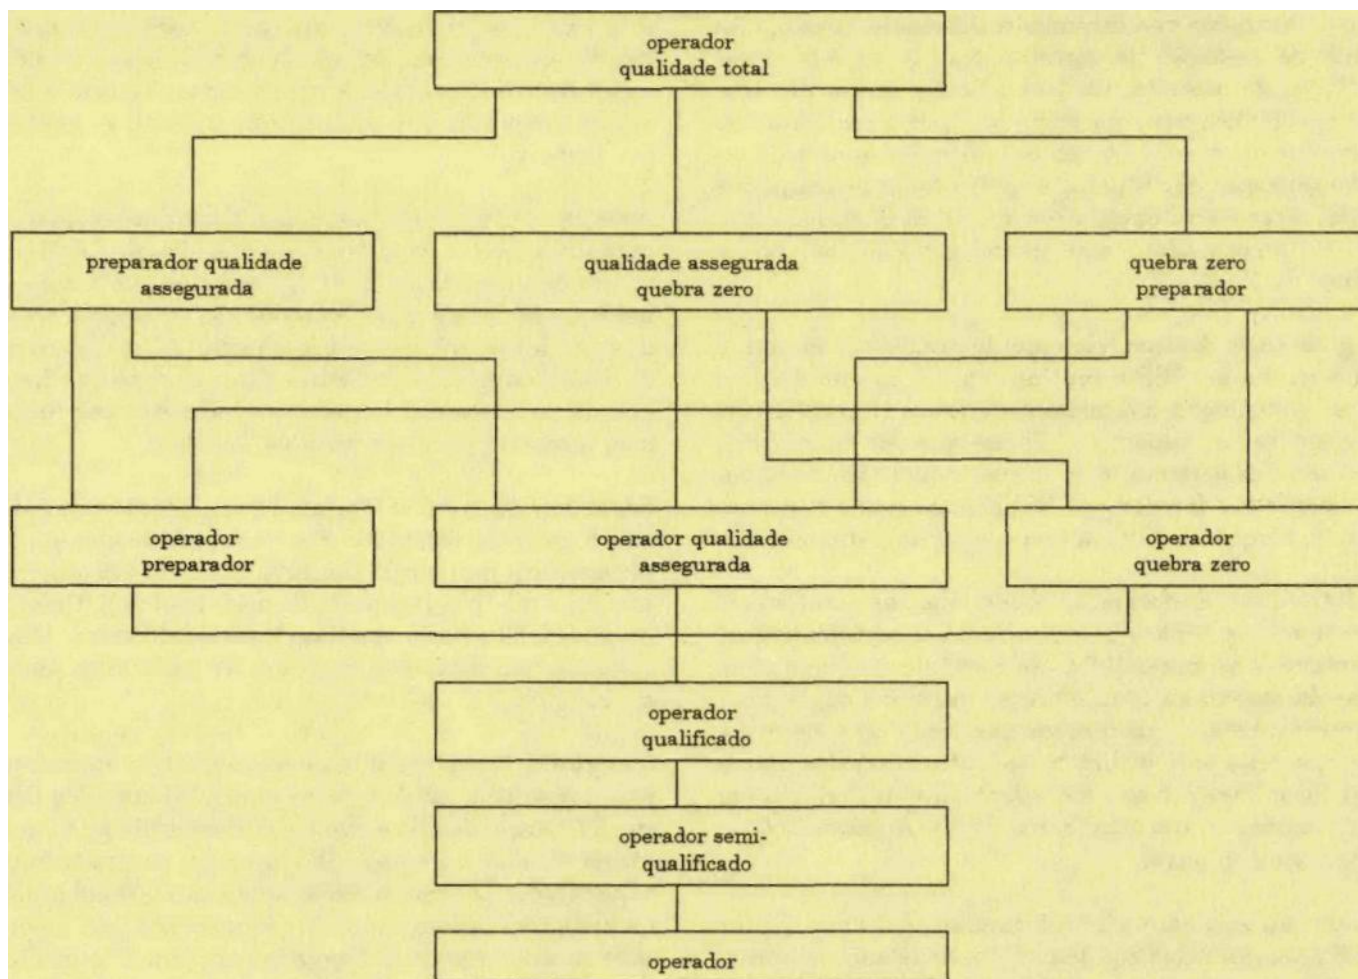 operador
qualidade total
preparador qualidade
assegurada
qualidade assegurada
quebra zero
quebra zero
preparador
operador
preparador
operador qualidade
assegurada
operador
quebra zero
operador
qualificado
operador semi-
qualificado
operador